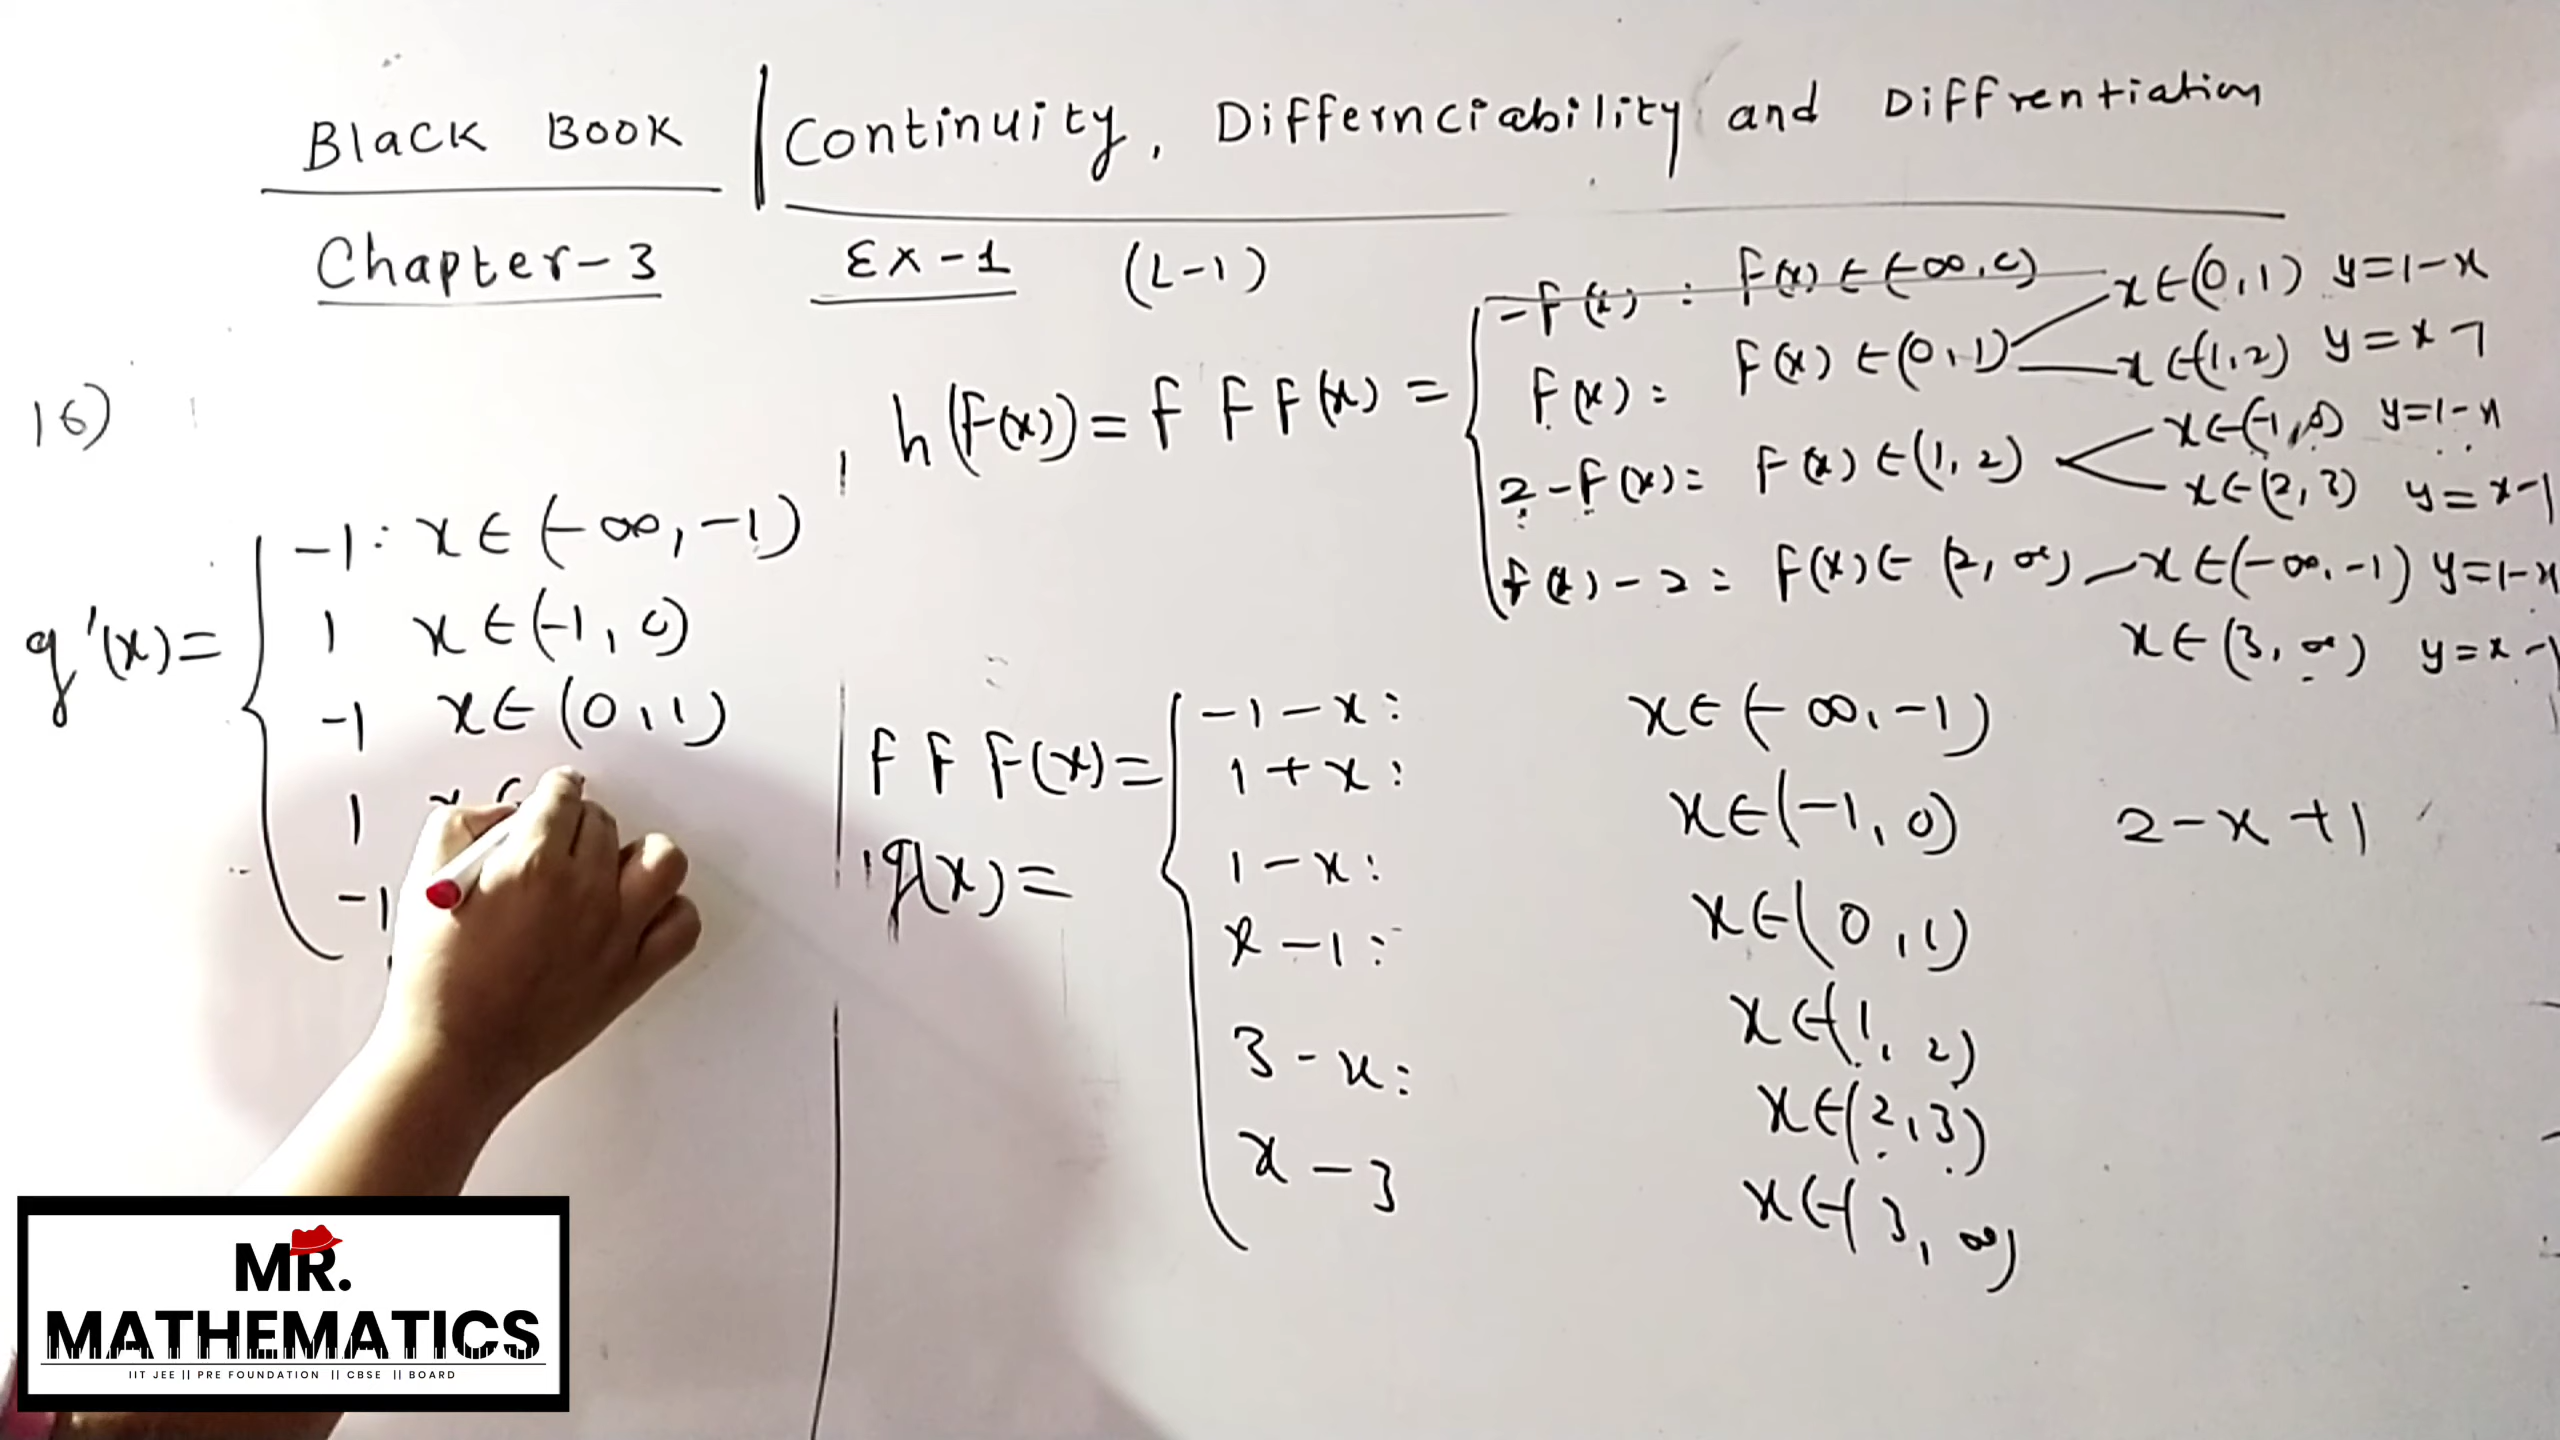 Black Book | Continuity, Differnciability and Diffrentiation
Chapter-3 Ex-1 (L-1)
16)
h(F(x)) = F F F(x) =
-F(x) : F(x) ∈ (-∞, 0) x∈(0,1) y=1-x
F(x) : F(x) ∈ (0,1) x∈(1,2) y=x-1
2-F(x) = F(x) ∈ (1,2) x∈(-1,0) y=1-x
x∈(2,3) y=x-1
F(x)-2 = F(x) ∈ (2,∞) x∈(-∞,-1) y=1-x
x∈(3,∞) y=x-1
g'(x) =
-1 : x∈(-∞,-1)
1 x∈(-1,0)
-1 x∈(0,1)
1 x
-1
F F F(x) =
g(x) =
-1-x : x∈(-∞,-1)
1+x : x∈(-1,0) 2-x+1
1-x : x∈(0,1)
x-1 : x∈(1,2)
3-x : x∈(2,3)
x-3 x∈(3,∞)
MR.
MATHEMATICS
IIT JEE || PRE FOUNDATION || CBSE || BOARD